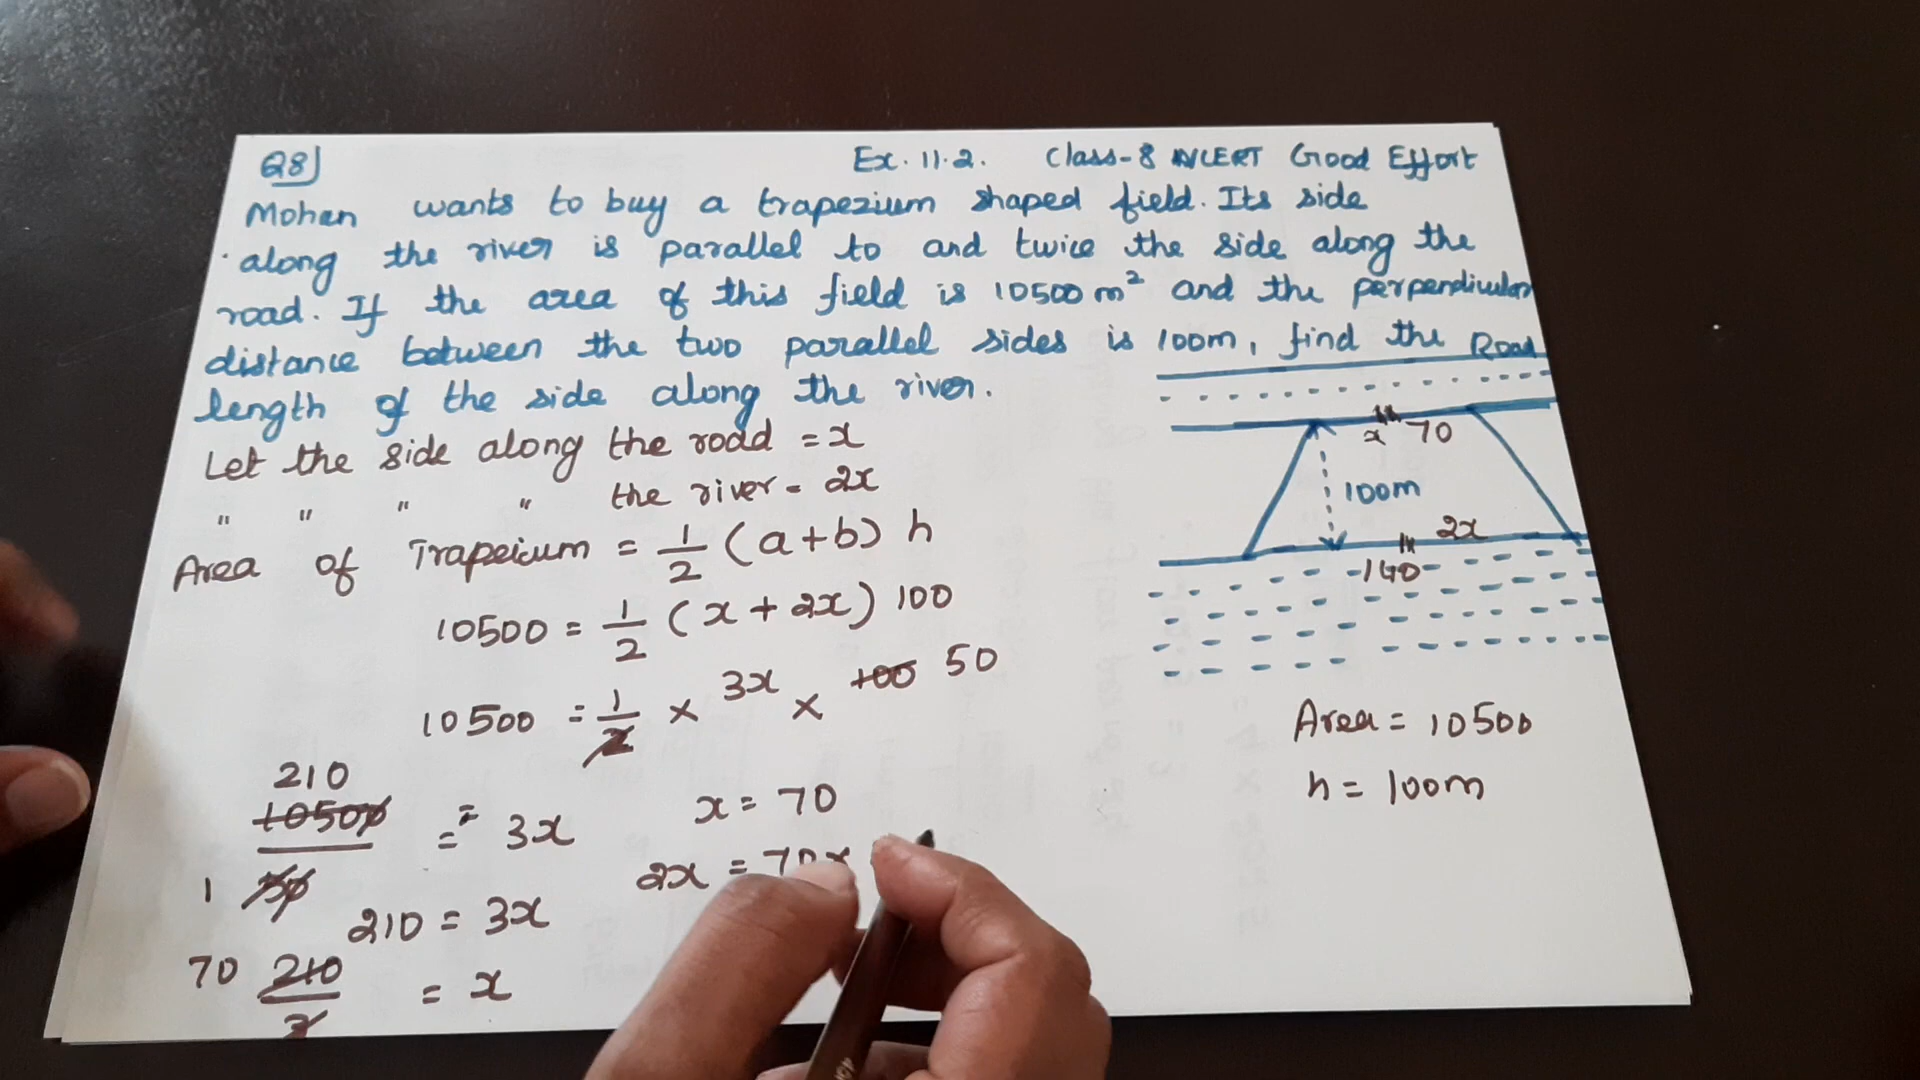 Q8)
Ex. 11.2. Class-8 NCERT Good Effort
Mohan wants to buy a trapezium shaped field. Its side
along the river is parallel to and twice the side along the
road. If the area of this field is 10500 m² and the perpendicular
distance between the two parallel sides is 100m, find the
length of the side along the river.
Road
Let the side along the road = x
" " " " the river = 2x
Area of Trapeicum = 1/2 (a+b) h
10500 = 1/2 (x + 2x) 100
10500 = 1/2 × 3x × 100 50
210
10500/50 = 3x
1
210 = 3x
70 210/3 = x
x = 70
2x = 70×
x 70
100m
2x
140
Area = 10500
h = 100m